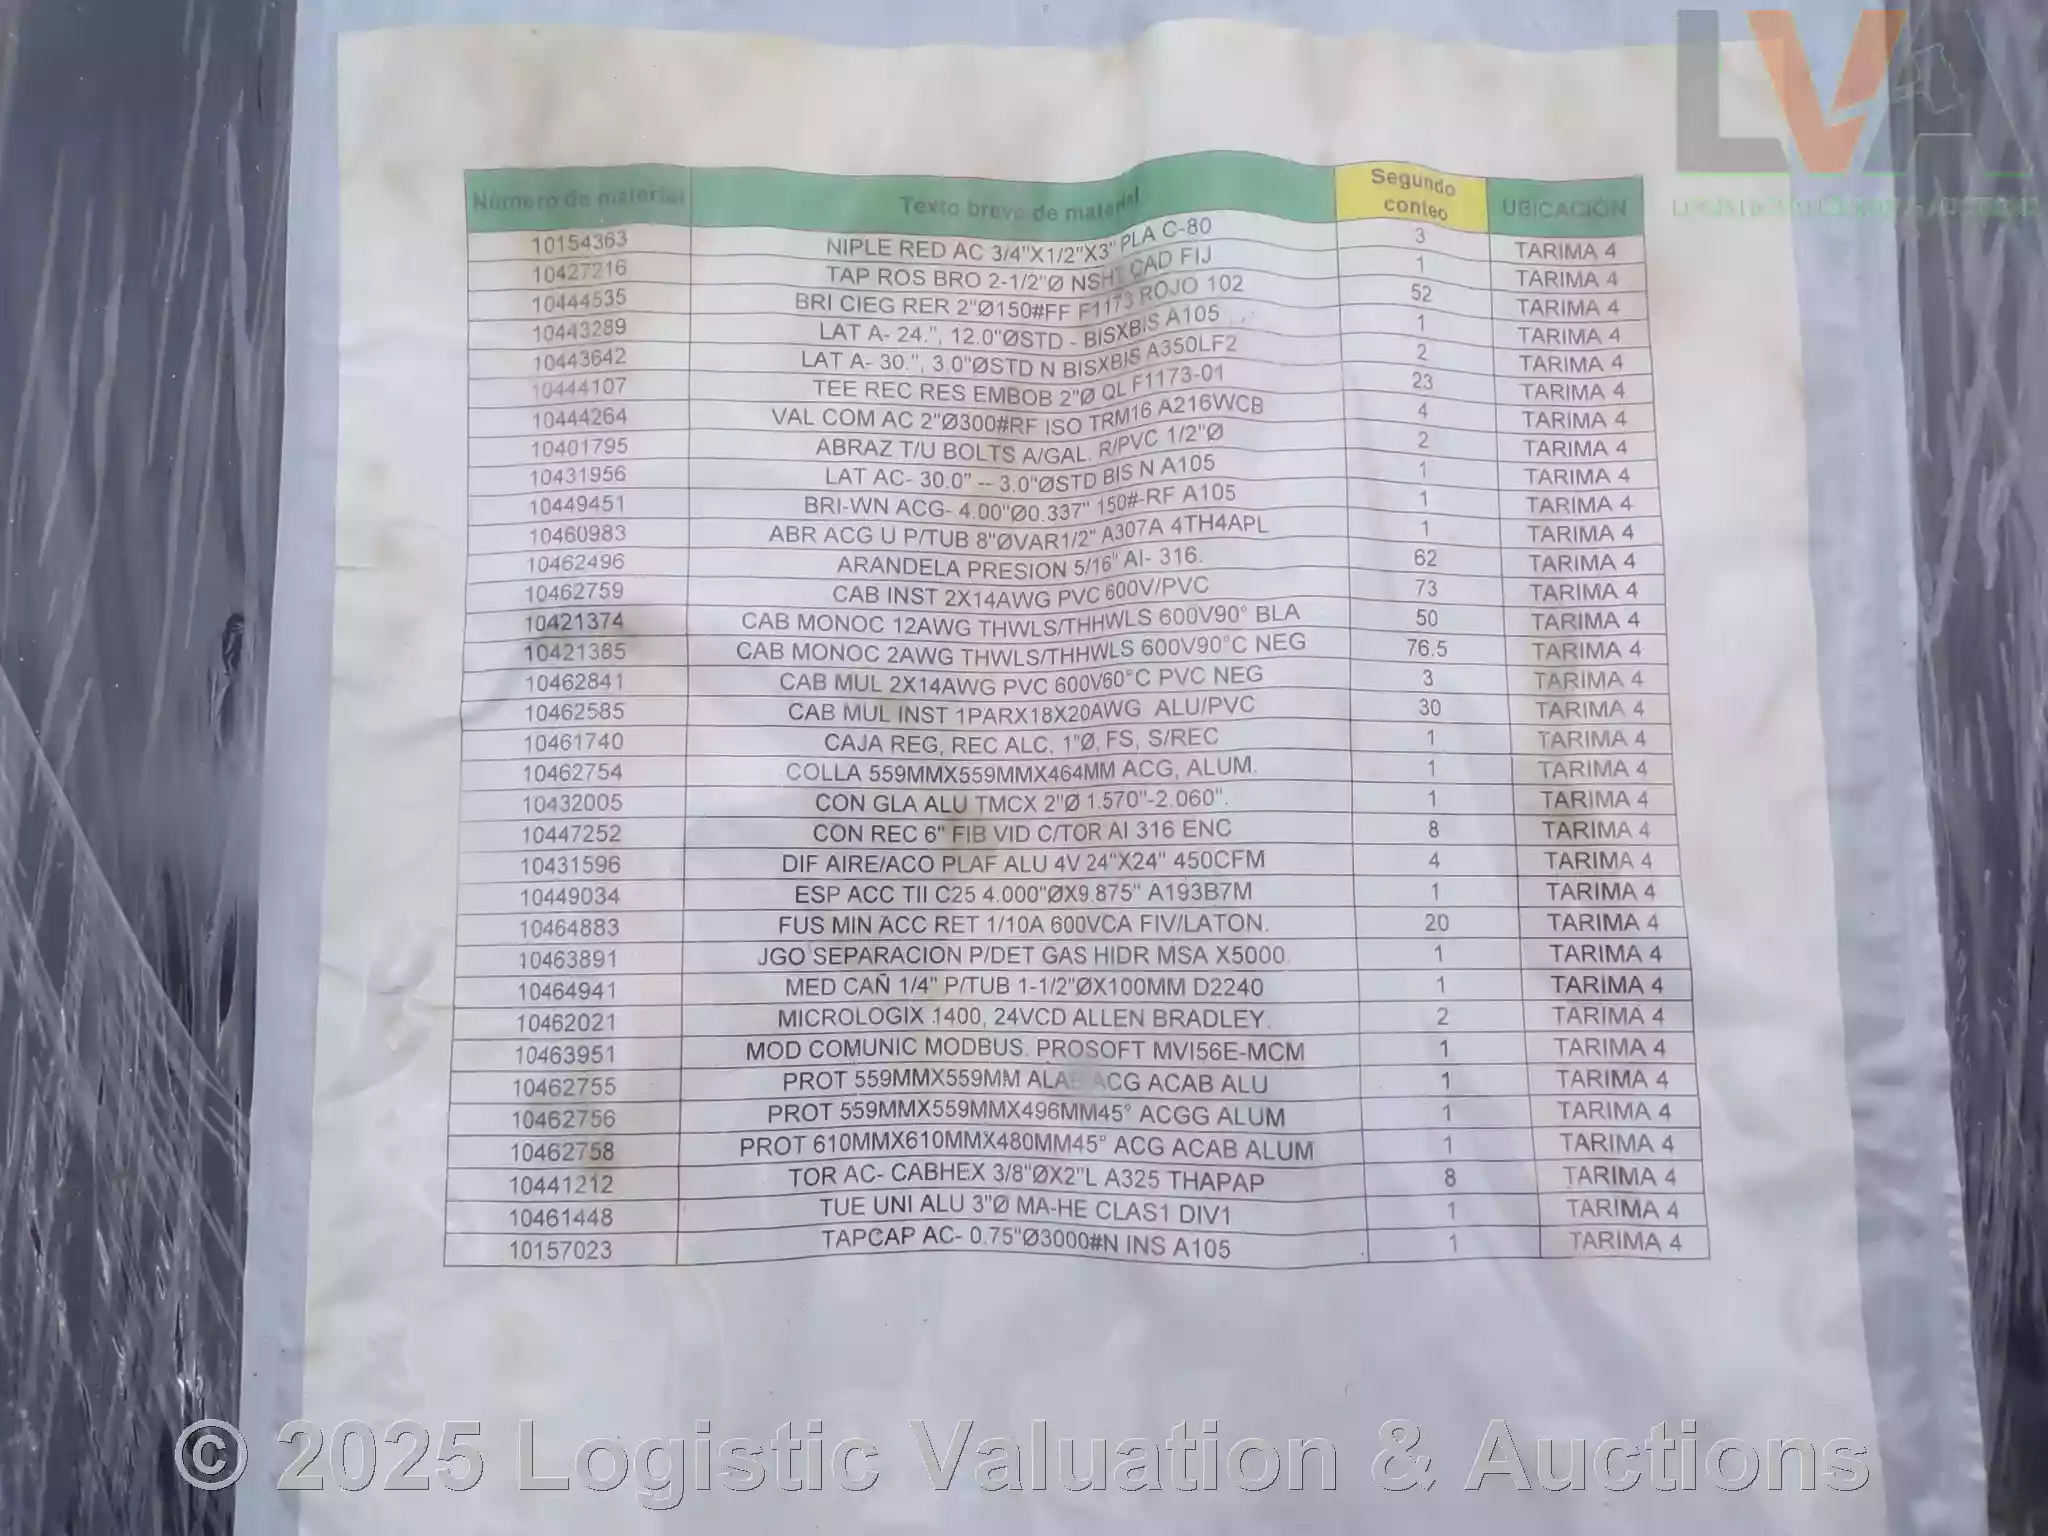 LVA
Número de material Texto breve de material Segundo conteo UBICACIÓN
10154363 NIPLE RED AC 3/4"X1/2"X3" PLA C-80 3 TARIMA 4
10427216 TAP ROS BRO 2-1/2"Ø NSHT CAD FIJ 1 TARIMA 4
10444535 BRI CIEG RER 2"Ø150#FF F1173 ROJO 102 52 TARIMA 4
10443289 LAT A- 24.", 12.0"ØSTD - BISXBIS A105 1 TARIMA 4
10443642 LAT A- 30.", 3.0"ØSTD N BISXBIS A350LF2 2 TARIMA 4
10444107 TEE REC RES EMBOB 2"Ø QL F1173-01 23 TARIMA 4
10444264 VAL COM AC 2"Ø300#RF ISO TRM16 A216WCB 4 TARIMA 4
10401795 ABRAZ T/U BOLTS A/GAL. R/PVC 1/2"Ø 2 TARIMA 4
10431956 LAT AC- 30.0" -- 3.0"ØSTD BIS N A105 1 TARIMA 4
10449451 BRI-WN ACG- 4.00"Ø0.337" 150#-RF A105 1 TARIMA 4
10460983 ABR ACG U P/TUB 8"ØVAR1/2" A307A 4TH4APL 1 TARIMA 4
10462496 ARANDELA PRESION 5/16" AI- 316. 62 TARIMA 4
10462759 CAB INST 2X14AWG PVC 600V/PVC 73 TARIMA 4
10421374 CAB MONOC 12AWG THWLS/THHWLS 600V90° BLA 50 TARIMA 4
10421385 CAB MONOC 2AWG THWLS/THHWLS 600V90°C NEG 76.5 TARIMA 4
10462841 CAB MUL 2X14AWG PVC 600V60°C PVC NEG 3 TARIMA 4
10462585 CAB MUL INST 1PARX18X20AWG ALU/PVC 30 TARIMA 4
10461740 CAJA REG, REC ALC, 1"Ø, FS, S/REC 1 TARIMA 4
10462754 COLLA 559MMX559MMX464MM ACG, ALUM. 1 TARIMA 4
10432005 CON GLA ALU TMCX 2"Ø 1.570"-2.060". 1 TARIMA 4
10447252 CON REC 6" FIB VID C/TOR AI 316 ENC 8 TARIMA 4
10431596 DIF AIRE/ACO PLAF ALU 4V 24"X24" 450CFM 4 TARIMA 4
10449034 ESP ACC TII C25 4.000"ØX9.875" A193B7M 1 TARIMA 4
10464883 FUS MIN ACC RET 1/10A 600VCA FIV/LATON. 20 TARIMA 4
10463891 JGO SEPARACION P/DET GAS HIDR MSA X5000. 1 TARIMA 4
10464941 MED CAÑ 1/4" P/TUB 1-1/2"ØX100MM D2240 1 TARIMA 4
10462021 MICROLOGIX 1400, 24VCD ALLEN BRADLEY. 2 TARIMA 4
10463951 MOD COMUNIC MODBUS. PROSOFT MVI56E-MCM 1 TARIMA 4
10462755 PROT 559MMX559MM ACG ACAB ALU 1 TARIMA 4
10462756 PROT 559MMX559MMX496MM45° ACGG ALUM 1 TARIMA 4
10462758 PROT 610MMX610MMX480MM45° ACG ACAB ALUM 1 TARIMA 4
10441212 TOR AC- CABHEX 3/8"ØX2"L A325 THAPAP 8 TARIMA 4
10461448 TUE UNI ALU 3"Ø MA-HE CLAS1 DIV1 1 TARIMA 4
10157023 TAPCAP AC- 0.75"Ø3000#N INS A105 1 TARIMA 4
© 2025 Logistic Valuation & Auctions